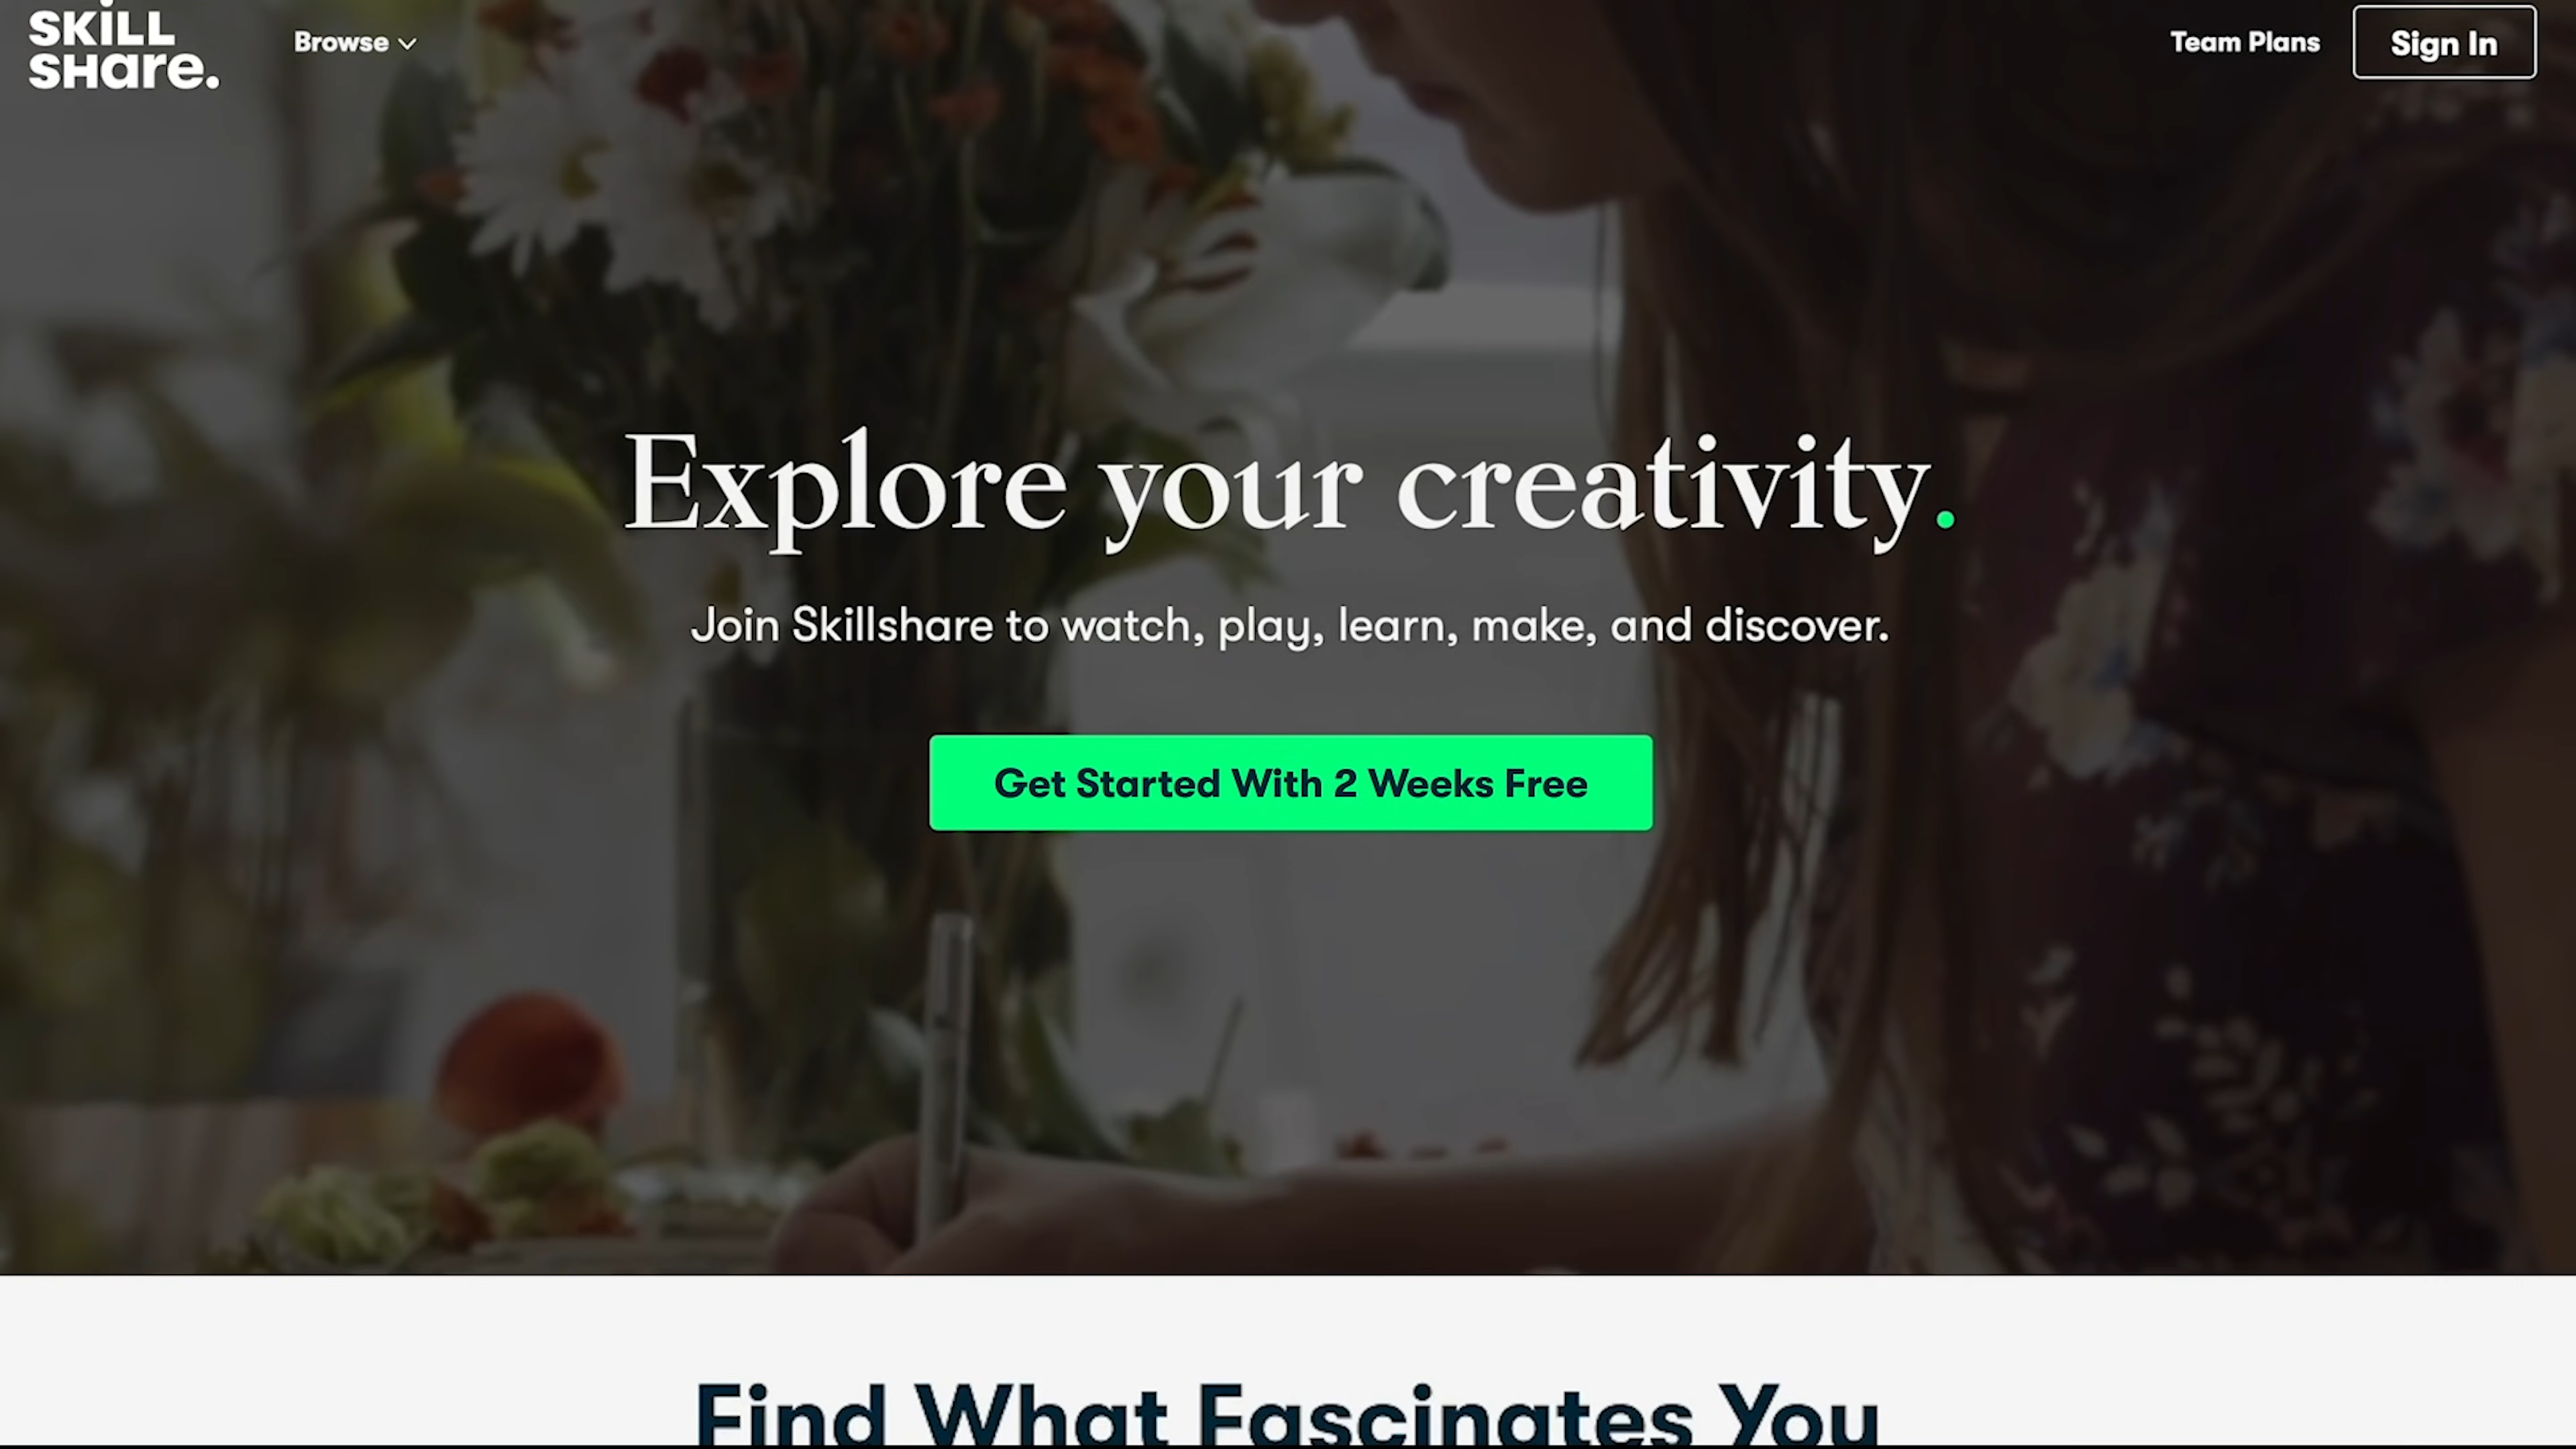 SKiLL
SHare.
Browse
Team Plans
Sign In
Explore your creativity.
Join Skillshare to watch, play, learn, make, and discover.
Get Started With 2 Weeks Free
Find What Fascinates You